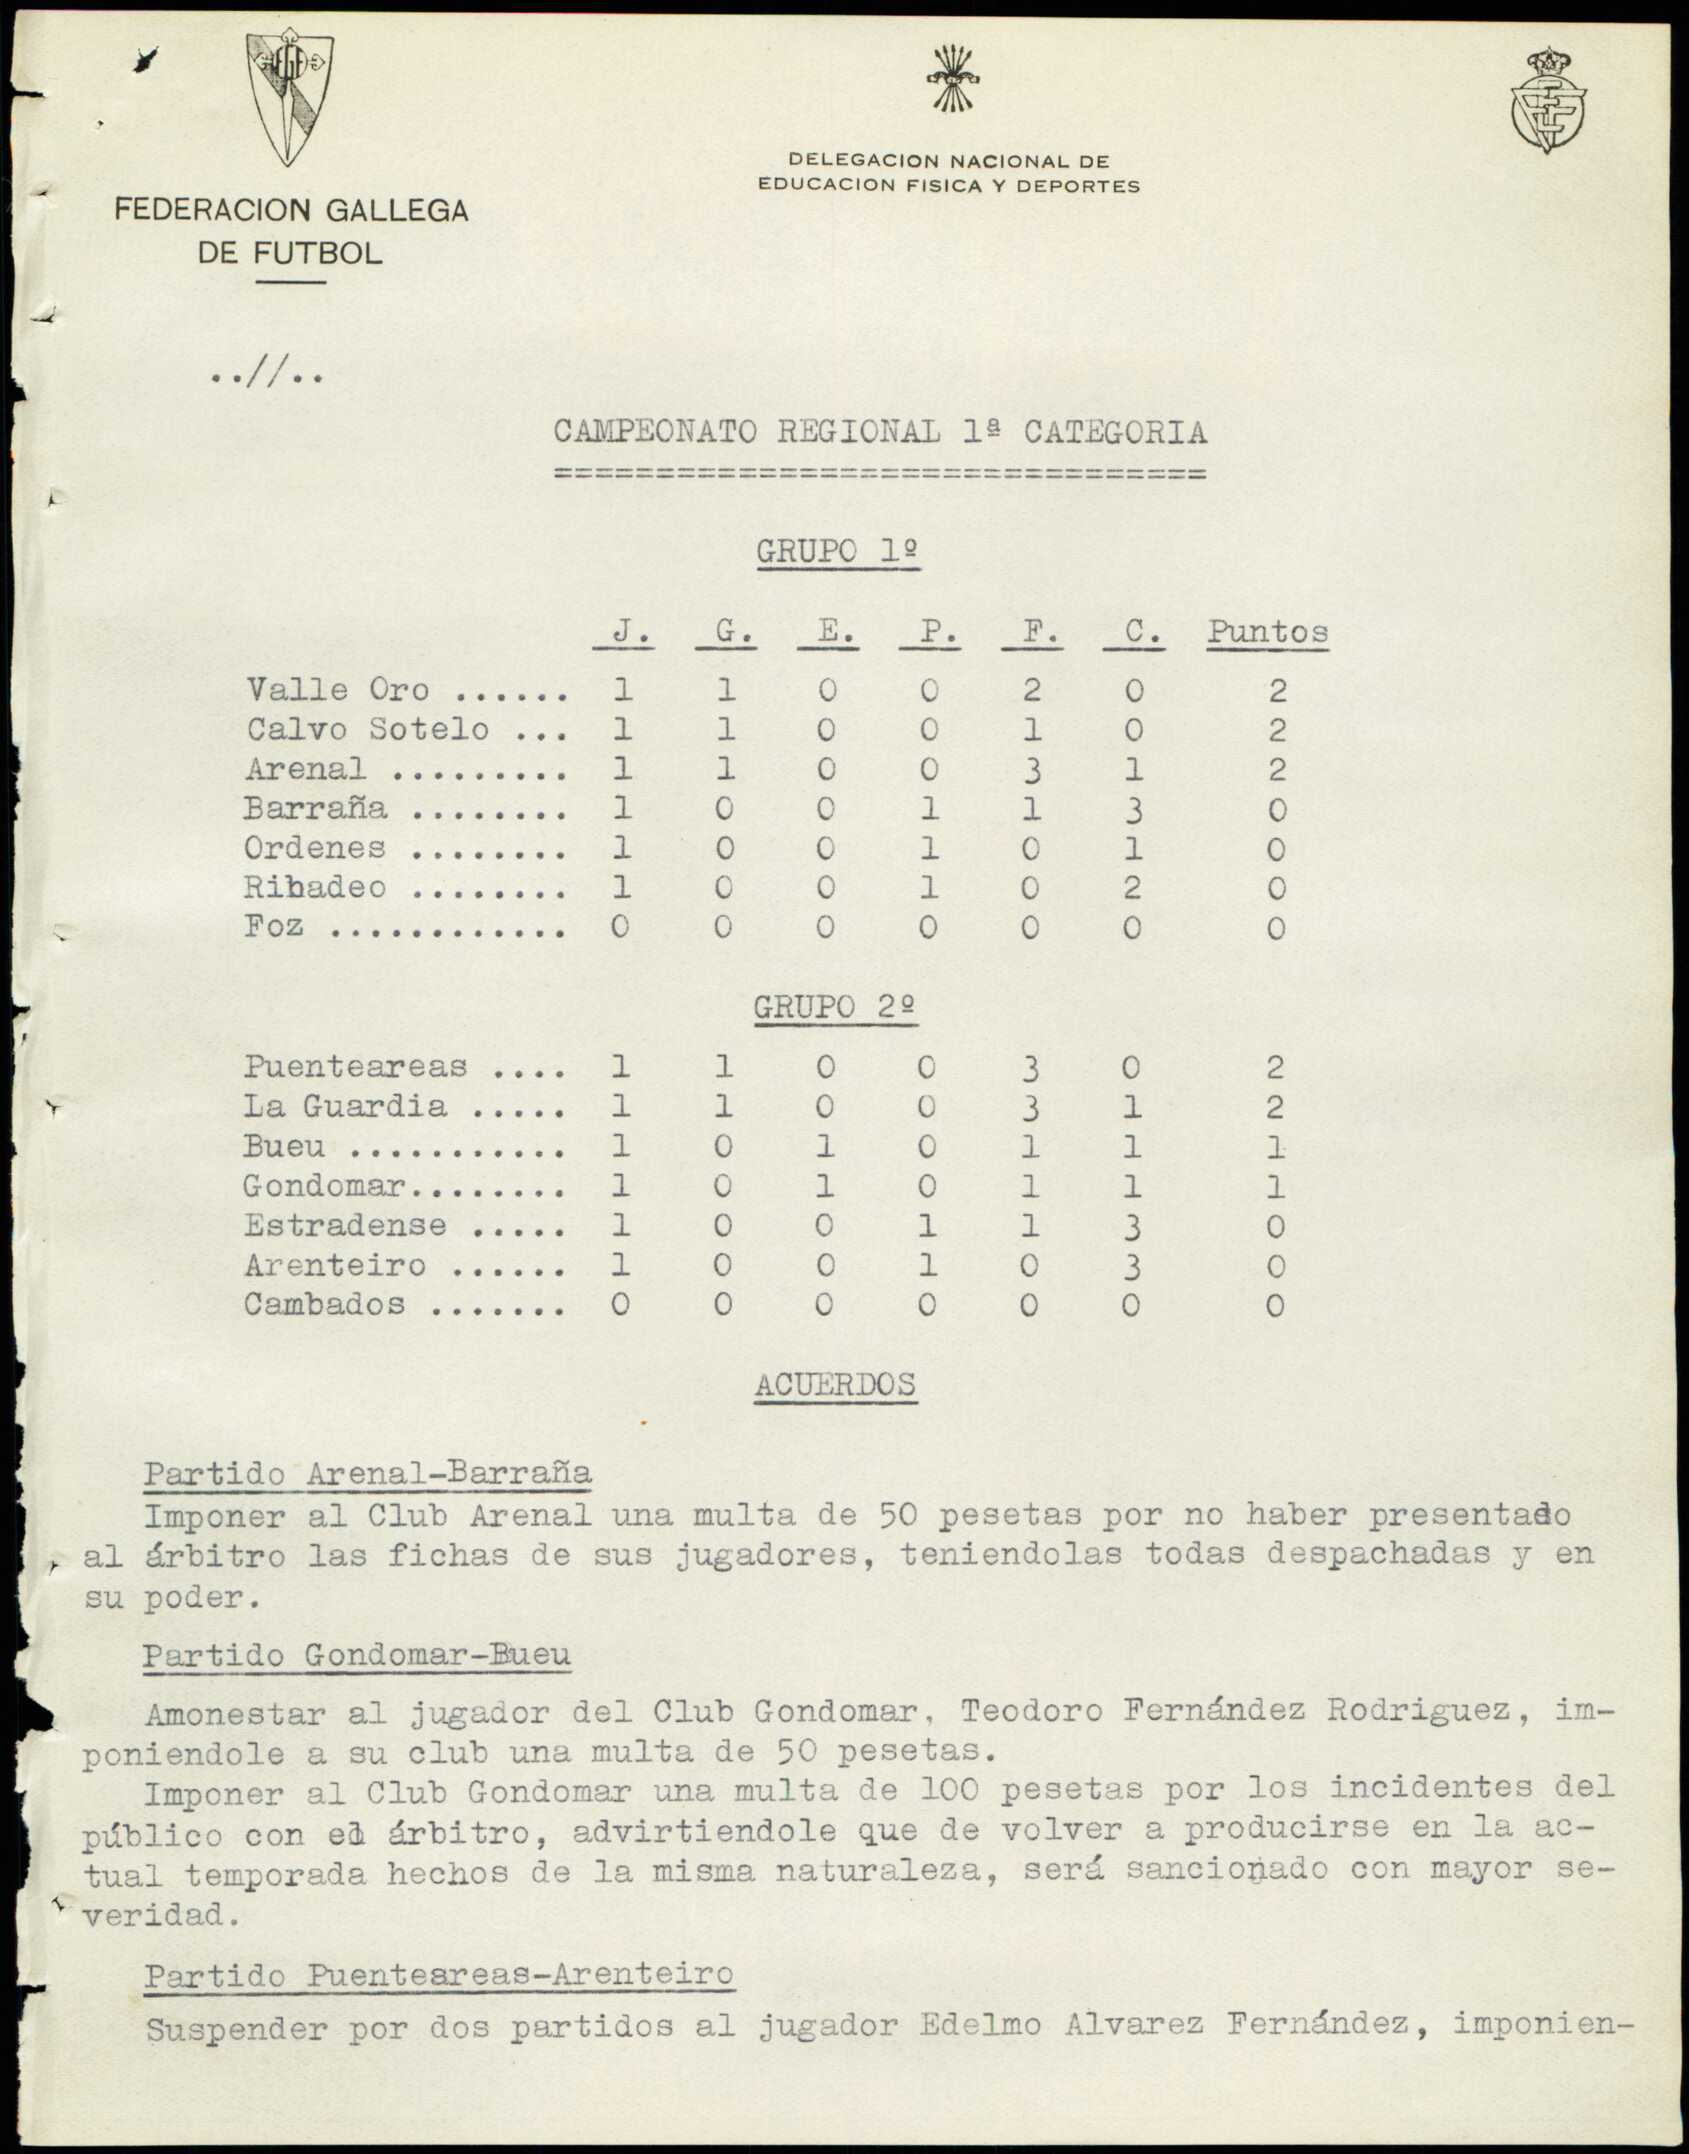 FEDERACION GALLEGA
DE FUTBOL
DELEGACION NACIONAL DE
EDUCACION FISICA Y DEPORTES
..//..
CAMPEONATO REGIONAL 1ª CATEGORIA
================================
GRUPO 1º
J. G. E. P. F. C. Puntos
Valle Oro ...... 1 1 0 0 2 0 2
Calvo Sotelo ... 1 1 0 0 1 0 2
Arenal ......... 1 1 0 0 3 1 2
Barraña ........ 1 0 0 1 1 3 0
Ordenes ........ 1 0 0 1 0 1 0
Ribadeo ........ 1 0 0 1 0 2 0
Foz ............ 0 0 0 0 0 0 0
GRUPO 2º
Puenteareas .... 1 1 0 0 3 0 2
La Guardia ..... 1 1 0 0 3 1 2
Bueu ........... 1 0 1 0 1 1 1
Gondomar........ 1 0 1 0 1 1 1
Estradense ..... 1 0 0 1 1 3 0
Arenteiro ...... 1 0 0 1 0 3 0
Cambados ....... 0 0 0 0 0 0 0
ACUERDOS
Partido Arenal-Barraña
Imponer al Club Arenal una multa de 50 pesetas por no haber presentado
al árbitro las fichas de sus jugadores, teniendolas todas despachadas y en
su poder.
Partido Gondomar-Bueu
Amonestar al jugador del Club Gondomar, Teodoro Fernández Rodriguez, im-
poniendole a su club una multa de 50 pesetas.
Imponer al Club Gondomar una multa de 100 pesetas por los incidentes del
público con el árbitro, advirtiendole que de volver a producirse en la ac-
tual temporada hechos de la misma naturaleza, será sancionado con mayor se-
veridad.
Partido Puenteareas-Arenteiro
Suspender por dos partidos al jugador Edelmo Alvarez Fernández, imponien-